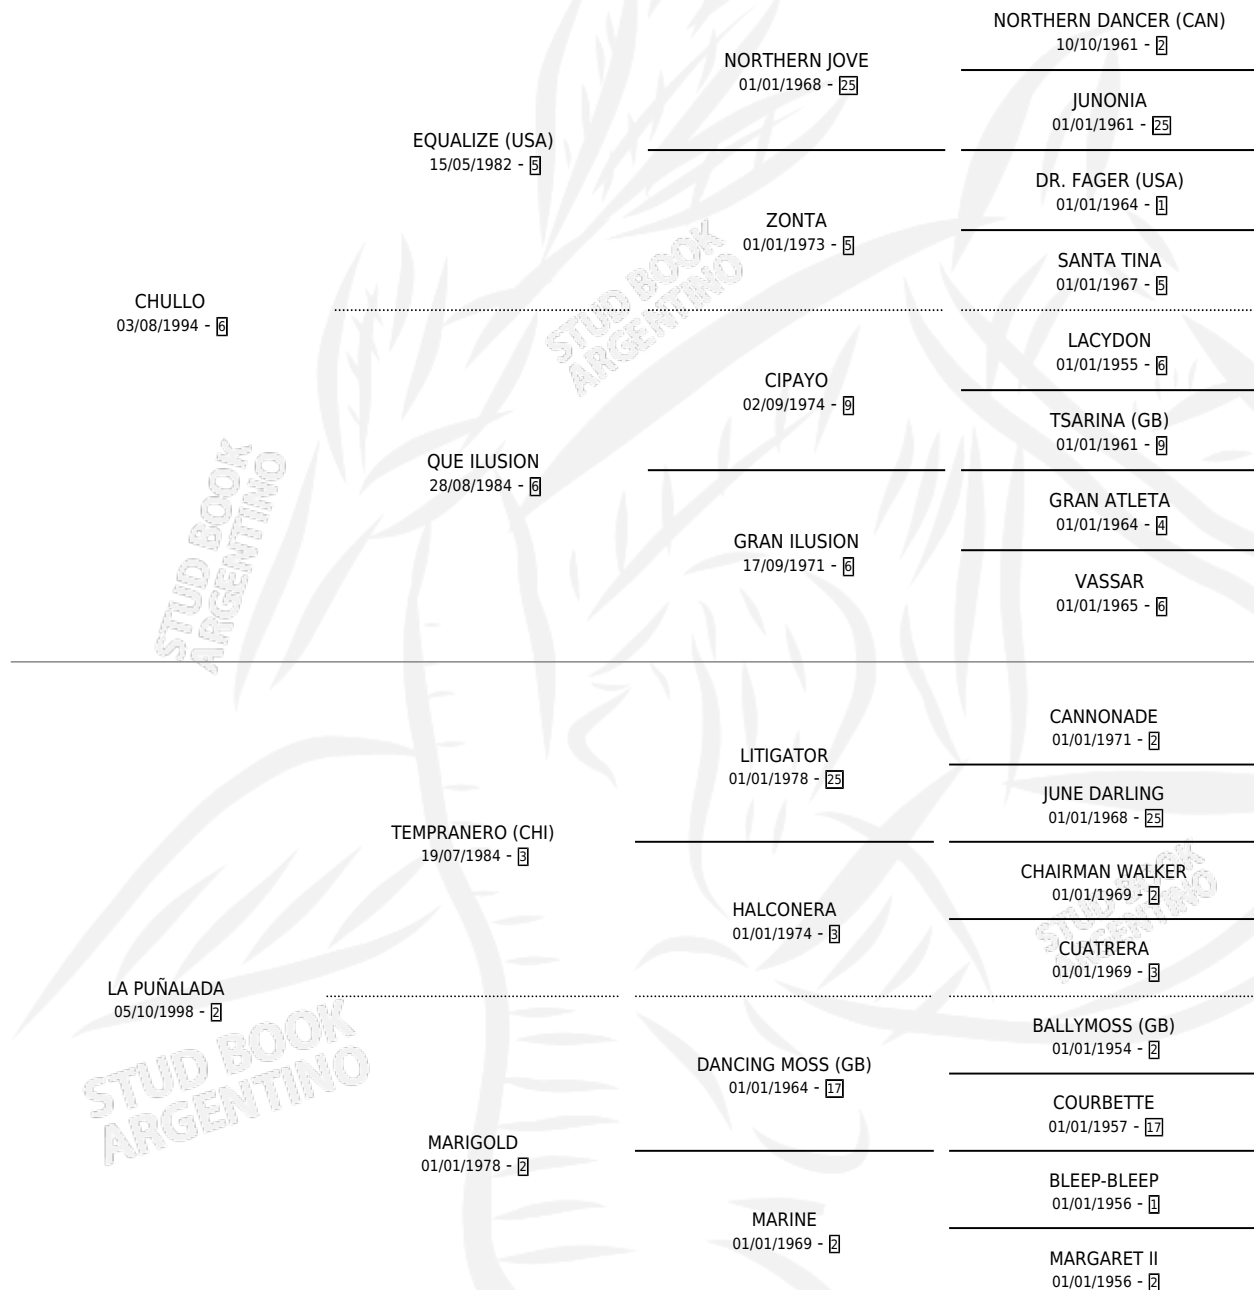 NORTHERN DANCER (CAN)
10/10/1961 - 2
NORTHERN JOVE
01/01/1968 - 25
JUNONIA
01/01/1961 - 25
EQUALIZE (USA)
15/05/1982 - 5
DR. FAGER (USA)
01/01/1964 - 1
ZONTA
01/01/1973 - 5
SANTA TINA
01/01/1967 - 5
STUD BOOK
ARGENTINO
CHULLO
03/08/1994 - 6
LACYDON
01/01/1955 - 6
CIPAYO
02/09/1974 - 9
TSARINA (GB)
01/01/1961 - 9
QUE ILUSION
28/08/1984 - 6
GRAN ATLETA
01/01/1964 - 4
GRAN ILUSION
17/09/1971 - 6
VASSAR
01/01/1965 - 6
STUD BOOK
ARGENTINO
CANNONADE
01/01/1971 - 2
LITIGATOR
01/01/1978 - 25
JUNE DARLING
01/01/1968 - 25
TEMPRANERO (CHI)
19/07/1984 - 3
CHAIRMAN WALKER
01/01/1969 - 2
HALCONERA
01/01/1974 - 3
CUATRERA
01/01/1969 - 3
STUD BOOK
ARGENTINO
LA PUÑALADA
05/10/1998 - 2
BALLYMOSS (GB)
01/01/1954 - 2
DANCING MOSS (GB)
01/01/1964 - 17
COURBETTE
01/01/1957 - 17
STUD BOOK
ARGENTINO
MARIGOLD
01/01/1978 - 2
BLEEP-BLEEP
01/01/1956 - 1
MARINE
01/01/1969 - 2
MARGARET II
01/01/1956 - 2